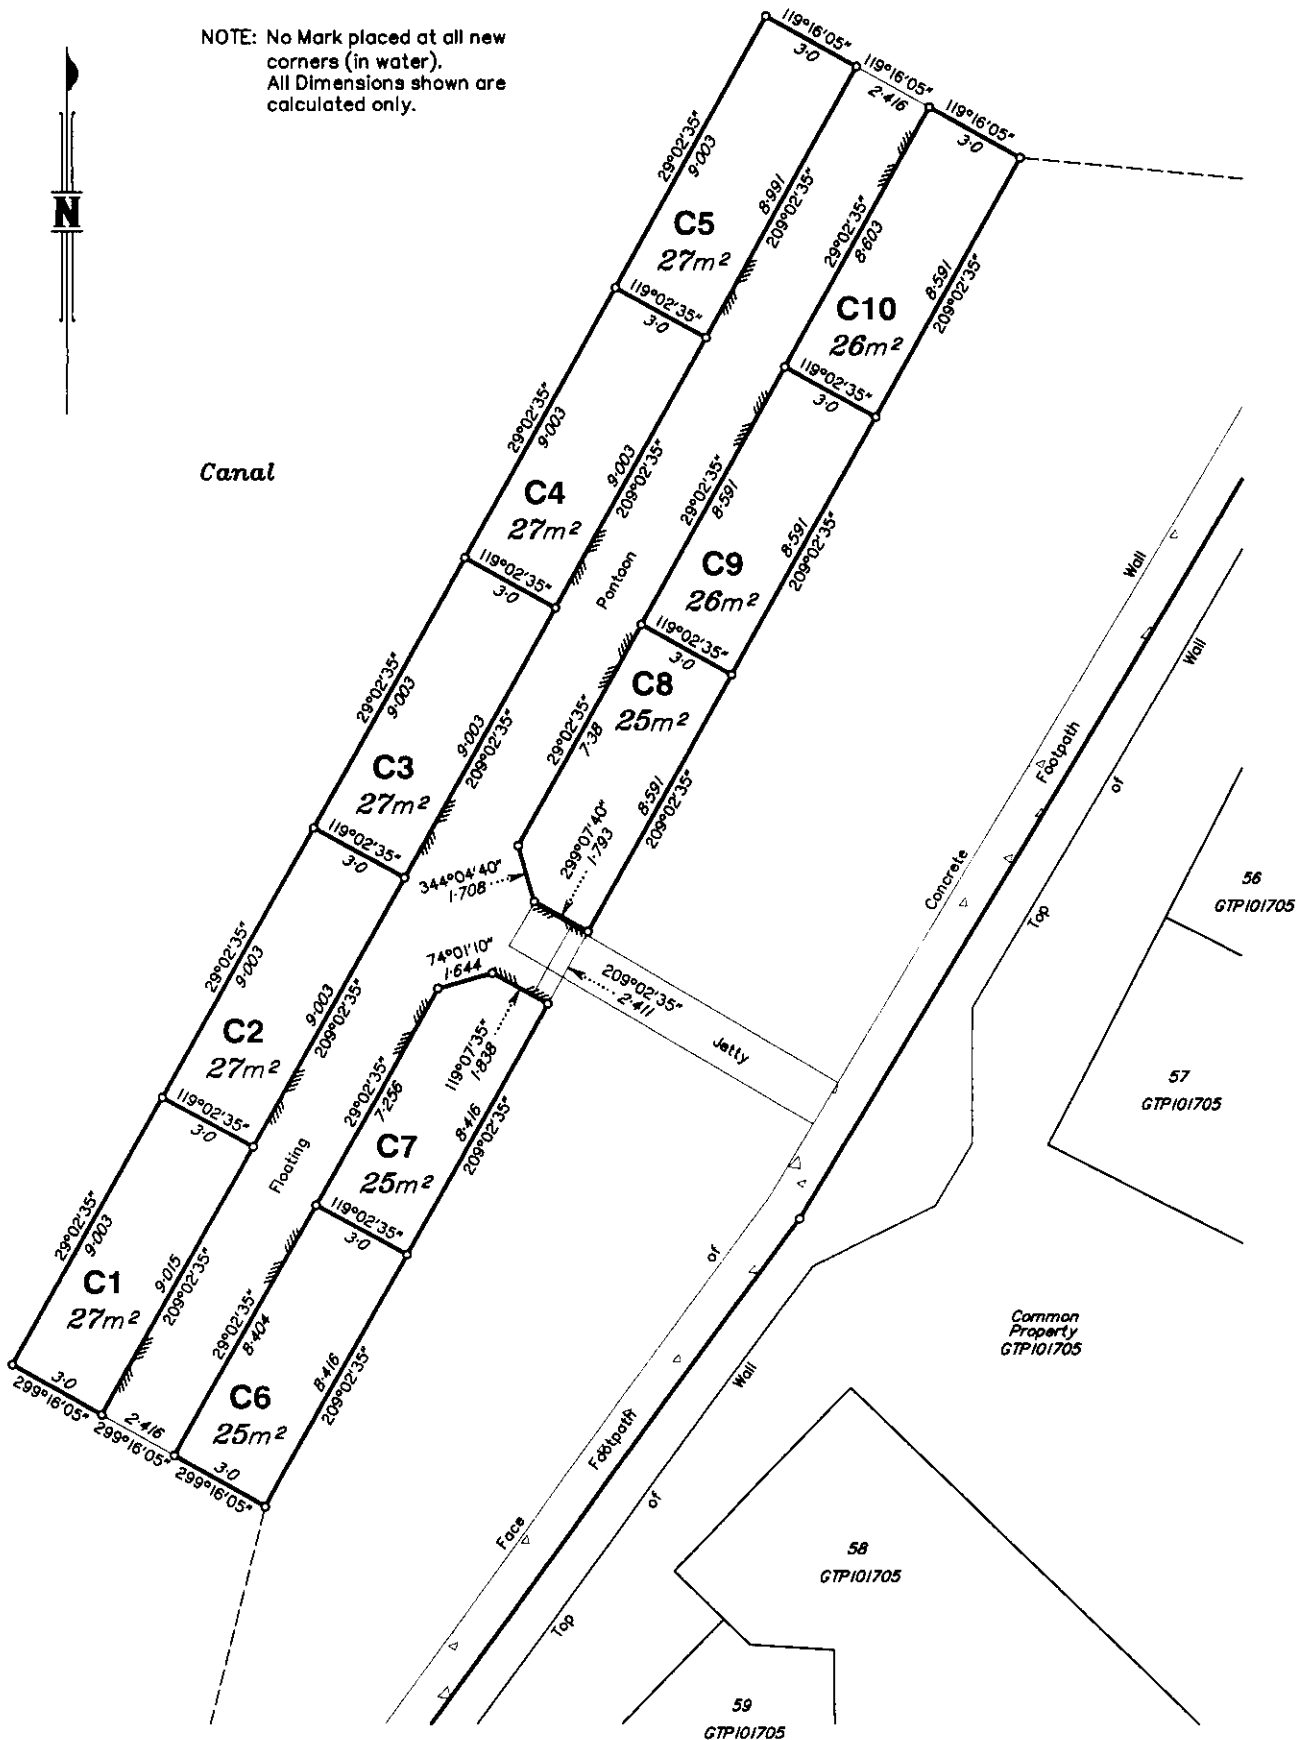 NOTE: No Mark placed at all new
corners (in water).
All Dimensions shown are
calculated only.
N
Canal
119°16'05"
3·0
119°16'05"
2·416
119°16'05"
3·0
29°02'35"
9·003
C5
27m²
8·991
209°02'35"
29°02'35"
8·603
C10
26m²
8·591
209°02'35"
119°02'35"
3·0
119°02'35"
3·0
29°02'35"
9·003
C4
27m²
9·003
209°02'35"
Pontoon
29°02'35"
8·591
C9
26m²
8·591
209°02'35"
119°02'35"
3·0
119°02'35"
3·0
29°02'35"
9·003
C3
27m²
9·003
209°02'35"
29°02'35"
7·38
C8
25m²
8·591
209°02'35"
299°07'40"
1·793
344°04'40"
1·708
119°02'35"
3·0
29°02'35"
9·003
C2
27m²
9·003
209°02'35"
74°01'10"
1·644
119°07'35"
1·838
209°02'35"
2·411
Jetty
29°02'35"
7·256
C7
25m²
8·416
209°02'35"
119°02'35"
3·0
Floating
119°02'35"
3·0
29°02'35"
9·003
C1
27m²
9·015
209°02'35"
29°02'35"
8·404
C6
25m²
8·416
209°02'35"
3·0
299°16'05"
2·416
299°16'05"
3·0
299°16'05"
Wall
Footpath
Concrete
of
Footpath
Face
Wall
of
Top
Wall
of
Top
56
GTP101705
57
GTP101705
Common
Property
GTP101705
58
GTP101705
59
GTP101705